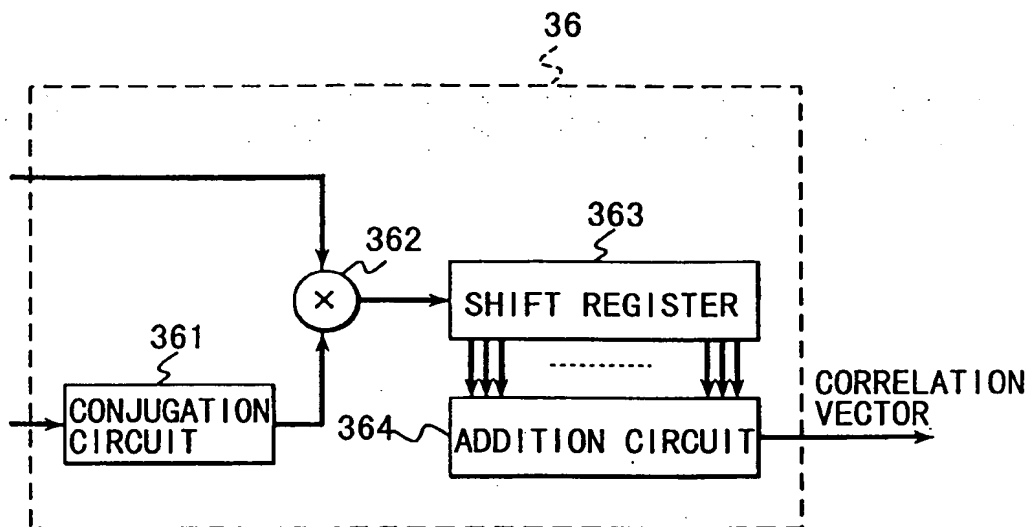 36
363
362
×
SHIFT REGISTER
361
CORRELATION
VECTOR
CONJUGATION
CIRCUIT
364
ADDITION CIRCUIT